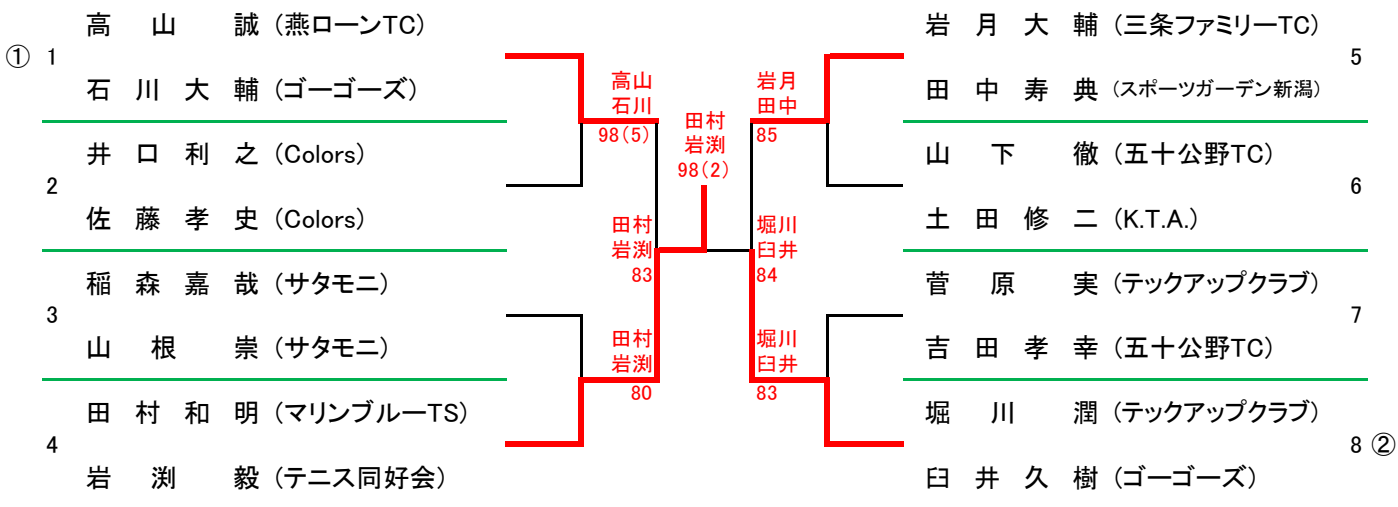 ① 1
高山 誠 (燕ローンTC)
石川大輔 (ゴーゴーズ)
2
井口利之 (Colors)
佐藤孝史 (Colors)
3
稲森嘉哉 (サタモニ)
山根 崇 (サタモニ)
4
田村和明 (マリンブルーTS)
岩渕 毅 (テニス同好会)
高山
石川
98(5)
田村
岩渕
83
田村
岩渕
80
田村
岩渕
98(2)
岩月
田中
85
堀川
臼井
84
堀川
臼井
83
岩月大輔 (三条ファミリーTC)
田中寿典 (スポーツガーデン新潟)
5
山下 徹 (五十公野TC)
土田修二 (K.T.A.)
6
菅原 実 (テックアップクラブ)
吉田孝幸 (五十公野TC)
7
堀川 潤 (テックアップクラブ)
臼井久樹 (ゴーゴーズ)
8 ②